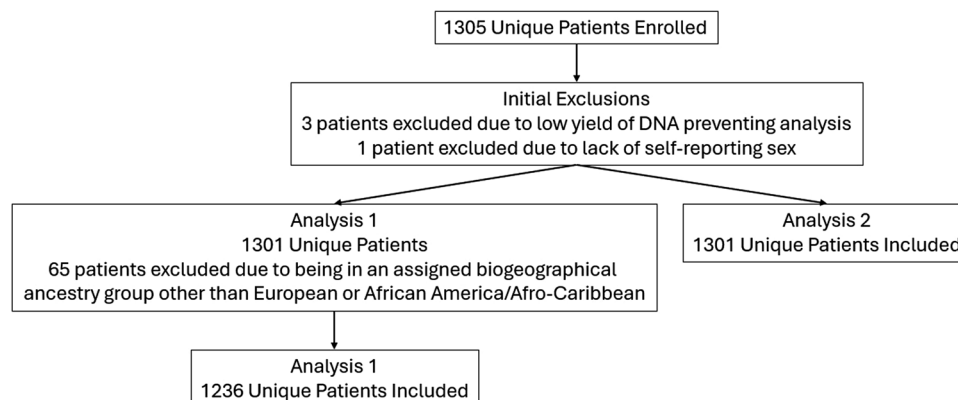 1305 Unique Patients Enrolled
Initial Exclusions
3 patients excluded due to low yield of DNA preventing analysis
1 patient excluded due to lack of self-reporting sex
Analysis 1
1301 Unique Patients
65 patients excluded due to being in an assigned biogeographical
ancestry group other than European or African America/Afro-Caribbean
Analysis 2
1301 Unique Patients Included
Analysis 1
1236 Unique Patients Included